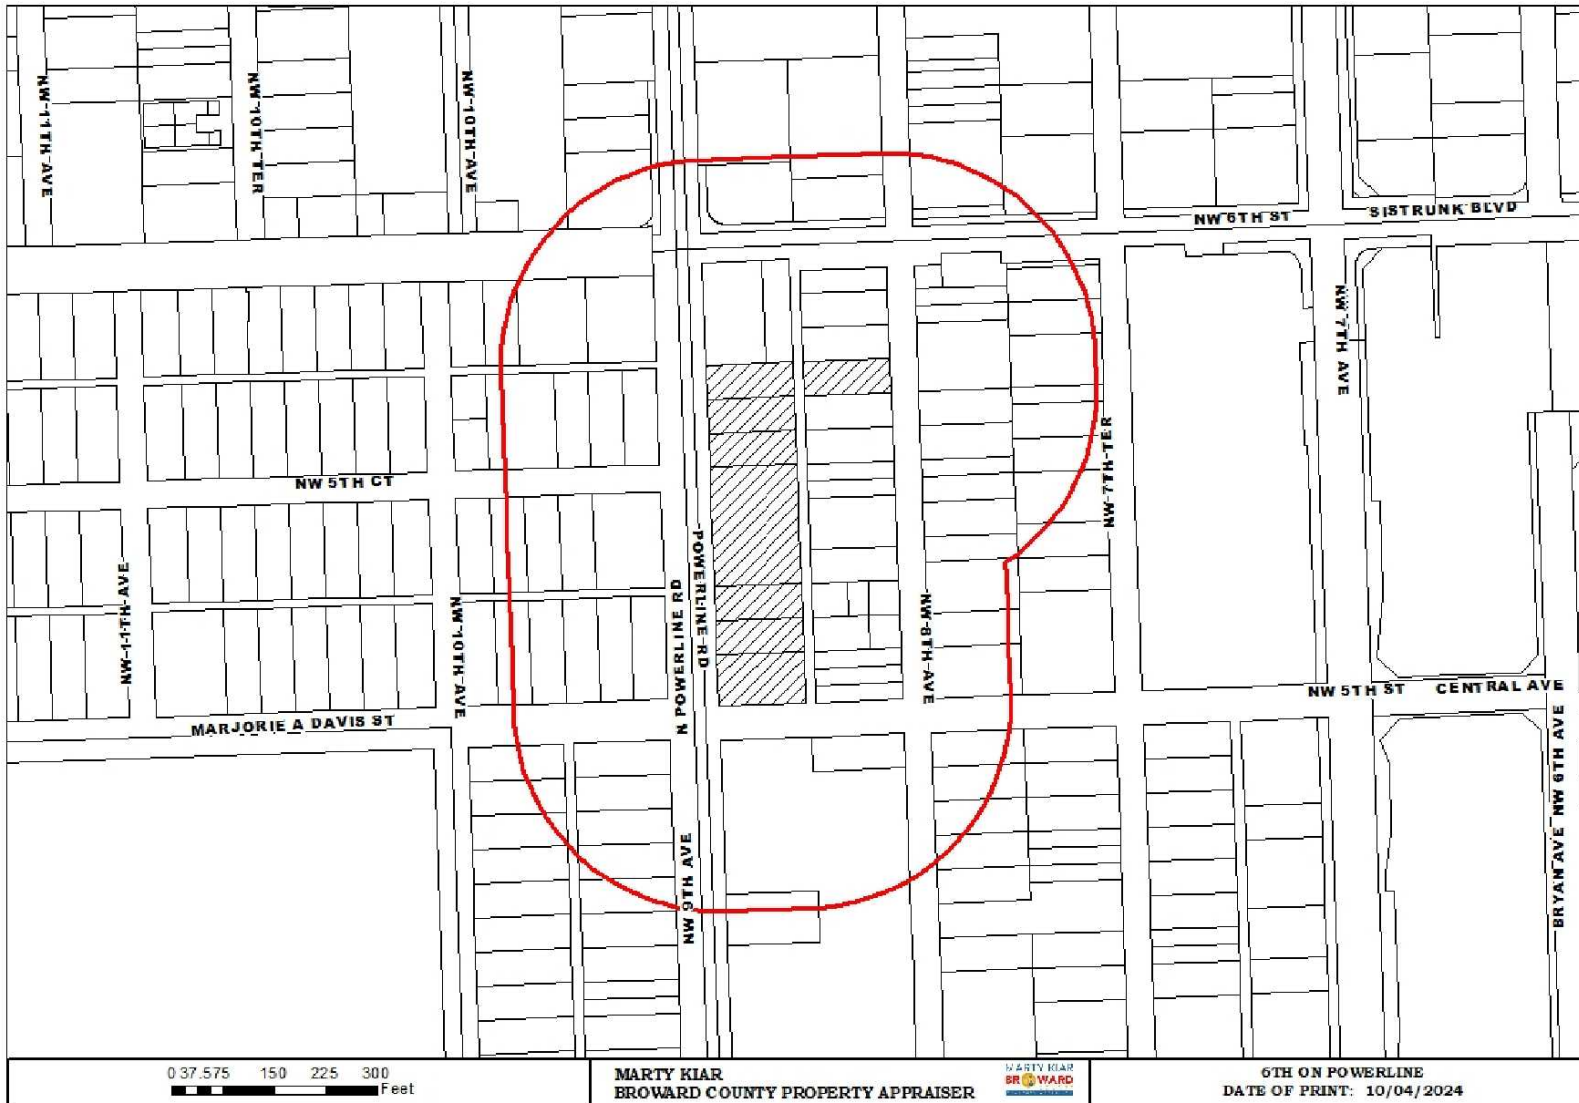 NW 11TH AVE
NW 10TH TER
NW 10TH AVE
NW 6TH ST
SISTRUNK BLVD
NW 7TH AVE
NW 7TH TER
NW 5TH CT
NW 11TH AVE
NW 10TH AVE
N POWERLINE RD
POWERLINE RD
NW 8TH AVE
NW 5TH ST
CENTRAL AVE
MARJORIE A DAVIS ST
NW 9TH AVE
BRYAN AVE NW 6TH AVE
0 37.575 150 225 300
Feet
MARTY KIAR
BROWARD COUNTY PROPERTY APPRAISER
MARTY KIAR
BROWARD
6TH ON POWERLINE
DATE OF PRINT: 10/04/2024